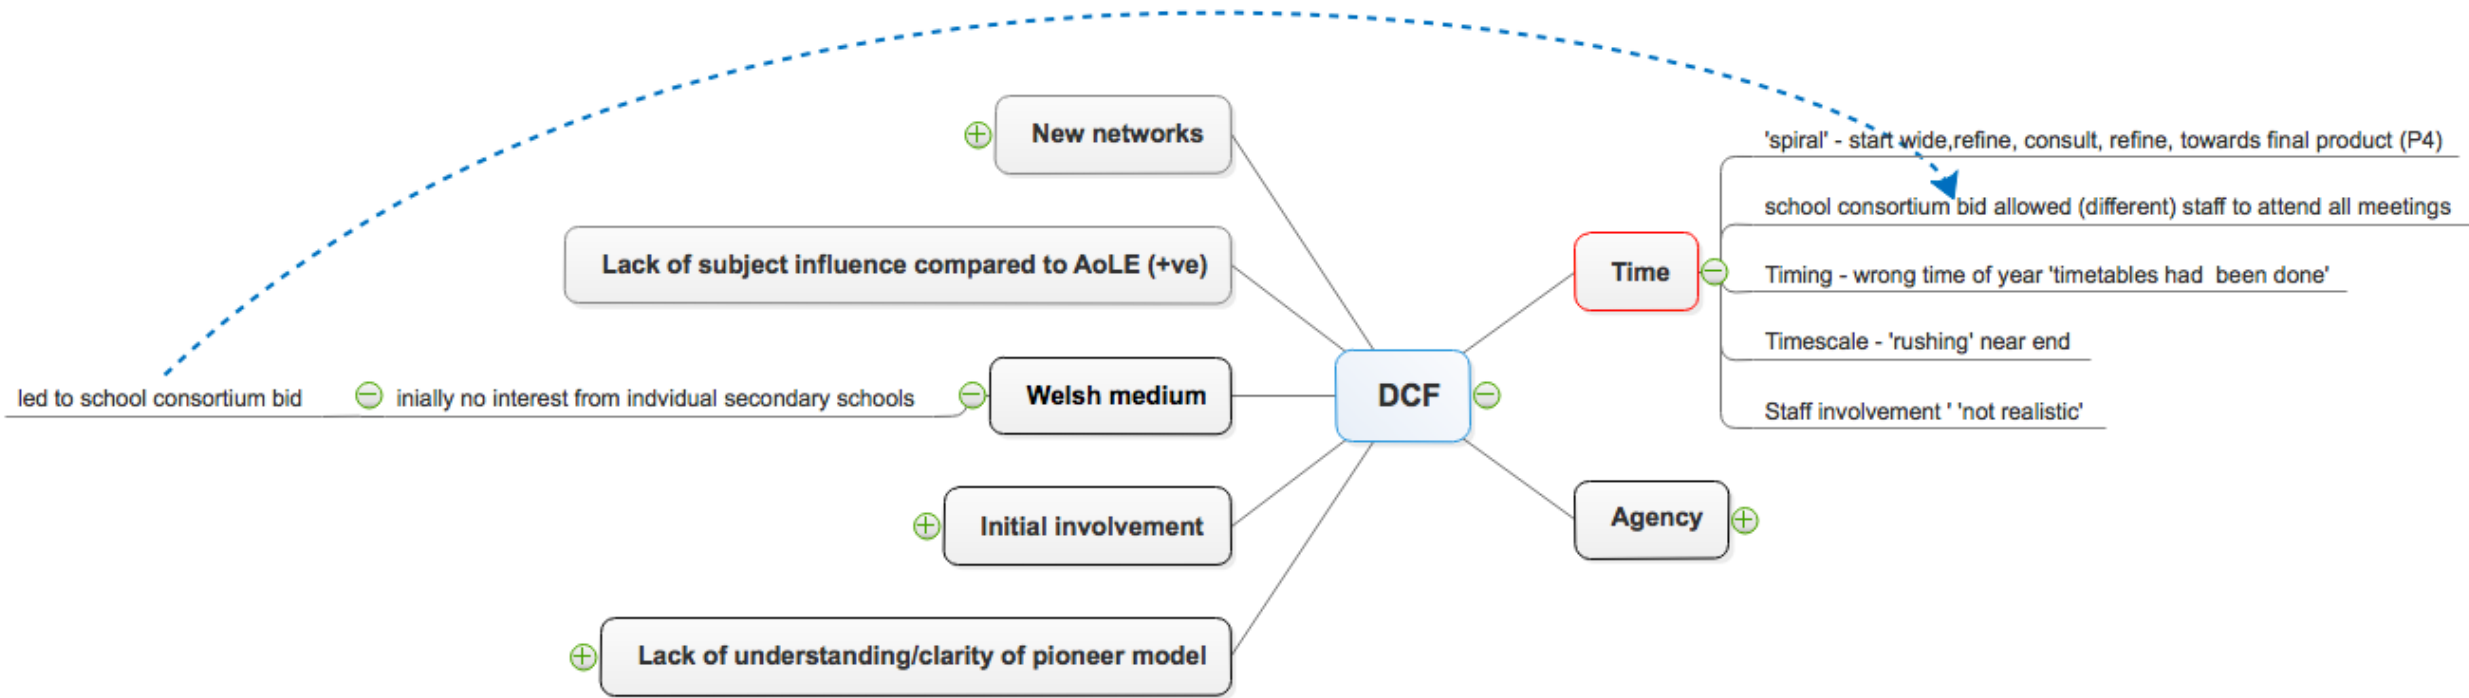 New networks
Lack of subject influence compared to AoLE (+ve)
led to school consortium bid
inially no interest from indvidual secondary schools
Welsh medium
Initial involvement
Lack of understanding/clarity of pioneer model
DCF
Time
'spiral' - start wide,refine, consult, refine, towards final product (P4)
school consortium bid allowed (different) staff to attend all meetings
Timing - wrong time of year 'timetables had  been done'
Timescale - 'rushing' near end
Staff involvement ' 'not realistic'
Agency